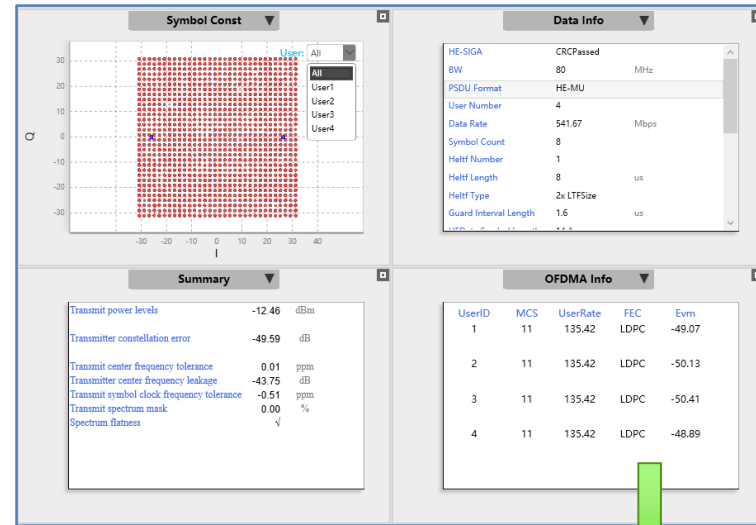 Symbol Const
User: All
All
User1
User2
User3
User4
30
20
10
0
-10
-20
-30
Q
-30 -20 -10 0 10 20 30 40
I
Data Info
HE-SIGA CRCPassed
BW 80 MHz
PSDU Format HE-MU
User Number 4
Data Rate 541.67 Mbps
Symbol Count 8
Heltf Number 1
Heltf Length 8 us
Heltf Type 2x LTFSize
Guard Interval Length 1.6 us
Summary
Transmit power levels -12.46 dBm
Transmitter constellation error -49.59 dB
Transmit center frequency tolerance 0.01 ppm
Transmitter center frequency leakage -43.75 dB
Transmit symbol clock frequency tolerance -0.51 ppm
Transmit spectrum mask 0.00 %
Spectrum flatness √
OFDMA Info
UserID MCS UserRate FEC Evm
1 11 135.42 LDPC -49.07
2 11 135.42 LDPC -50.13
3 11 135.42 LDPC -50.41
4 11 135.42 LDPC -48.89